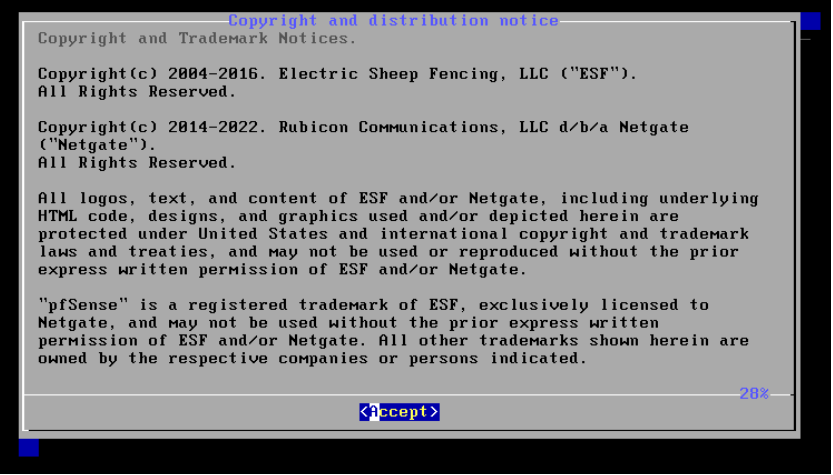 Copyright and distribution notice
Copyright and Trademark Notices.
Copyright(c) 2004-2016. Electric Sheep Fencing, LLC ("ESF").
All Rights Reserved.
Copyright(c) 2014-2022. Rubicon Communications, LLC d/b/a Netgate
("Netgate").
All Rights Reserved.
All logos, text, and content of ESF and/or Netgate, including underlying
HTML code, designs, and graphics used and/or depicted herein are
protected under United States and international copyright and trademark
laws and treaties, and may not be used or reproduced without the prior
express written permission of ESF and/or Netgate.
"pfSense" is a registered trademark of ESF, exclusively licensed to
Netgate, and may not be used without the prior express written
permission of ESF and/or Netgate. All other trademarks shown herein are
owned by the respective companies or persons indicated.
28%
<Accept>